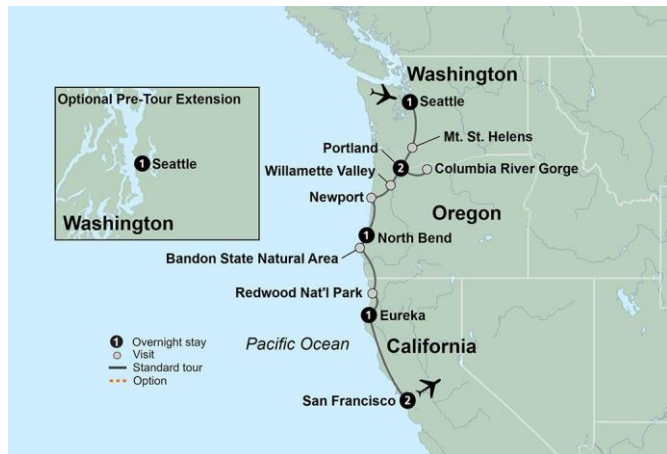 Optional Pre-Tour Extension
1 Seattle
Washington
Washington
1 Seattle
Mt. St. Helens
Portland
2
Columbia River Gorge
Willamette Valley
Newport
Oregon
1 North Bend
Bandon State Natural Area
Redwood Nat'l Park
1 Eureka
Pacific Ocean
California
San Francisco 2
1 Overnight stay
Visit
Standard tour
Option